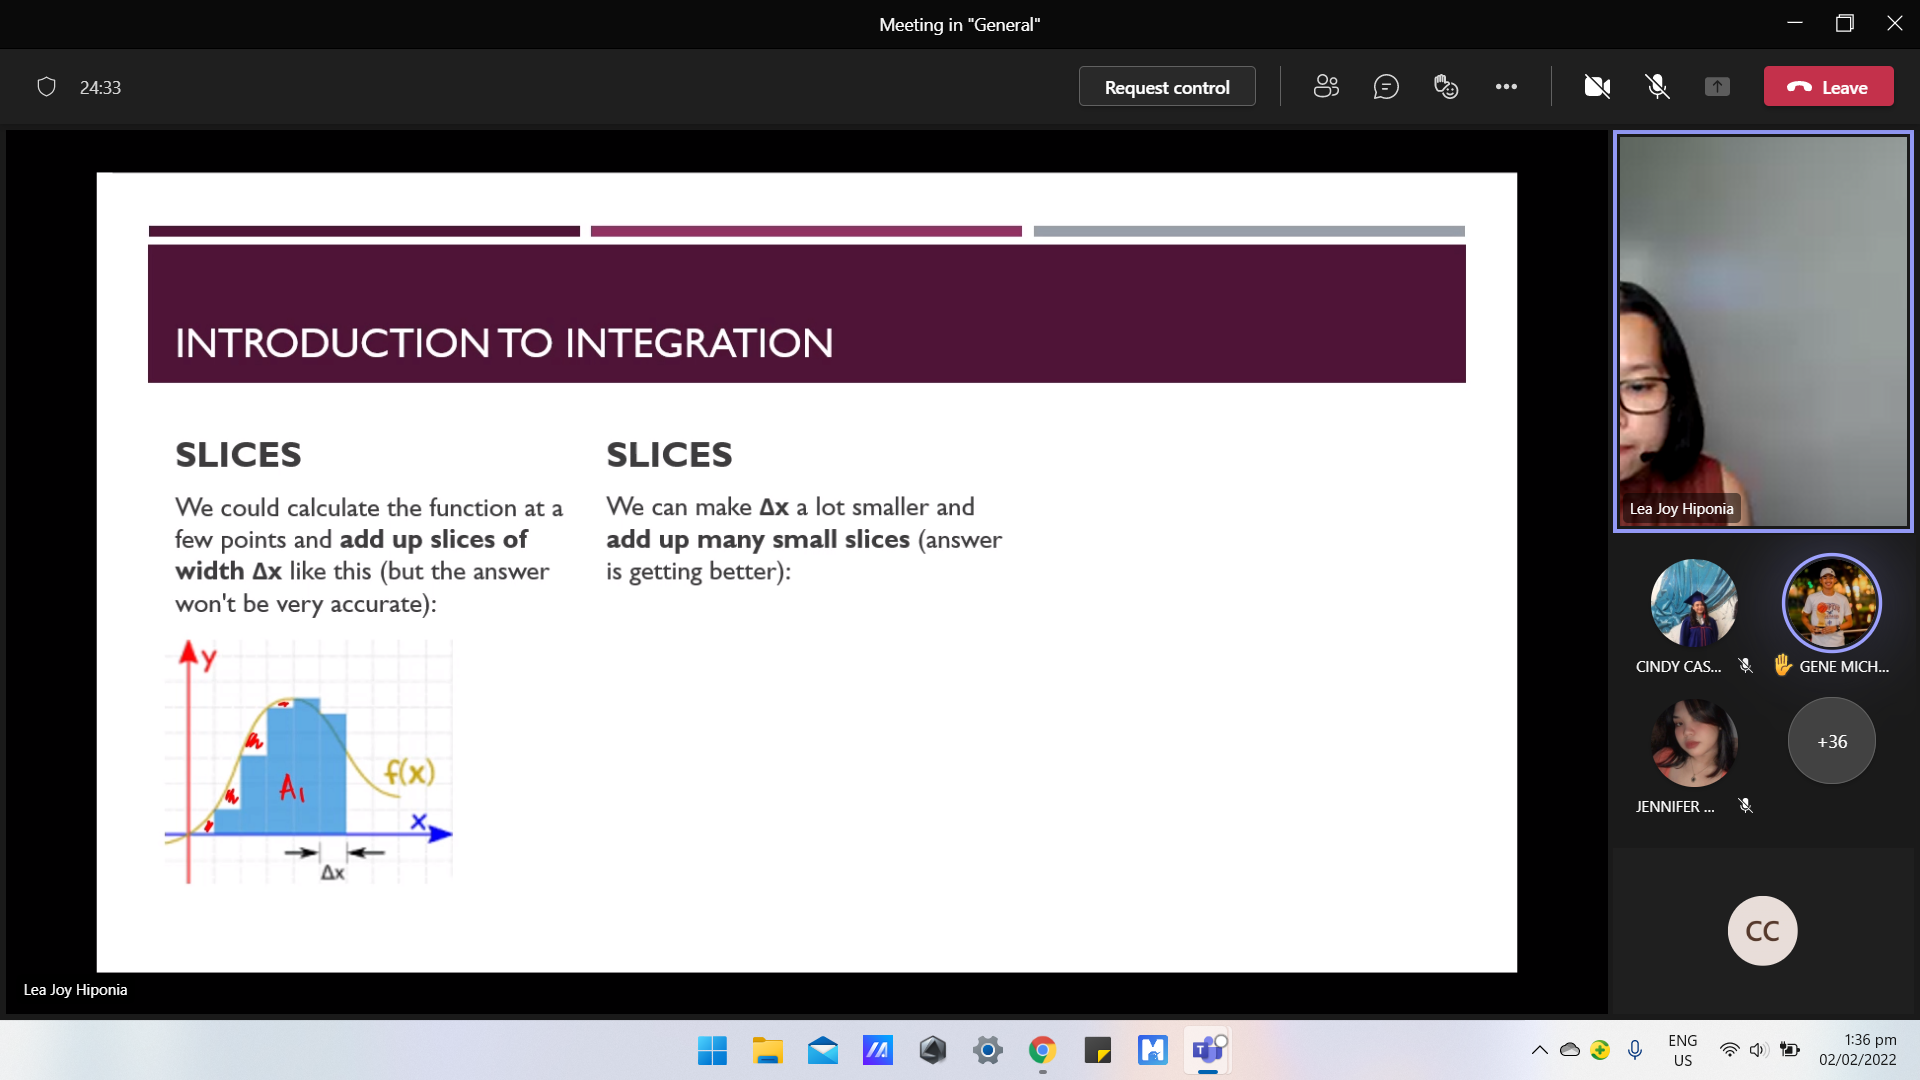 Meeting in "General"
24:33
Request control
Leave
INTRODUCTION TO INTEGRATION
SLICES
We could calculate the function at a
few points and add up slices of
width Δx like this (but the answer
won't be very accurate):
y
f(x)
A₁
x
Δx
SLICES
We can make Δx a lot smaller and
add up many small slices (answer
is getting better):
Lea Joy Hiponia
Lea Joy Hiponia
CINDY CAS...
GENE MICH...
JENNIFER ...
+36
CC
ENG
US
1:36 pm
02/02/2022